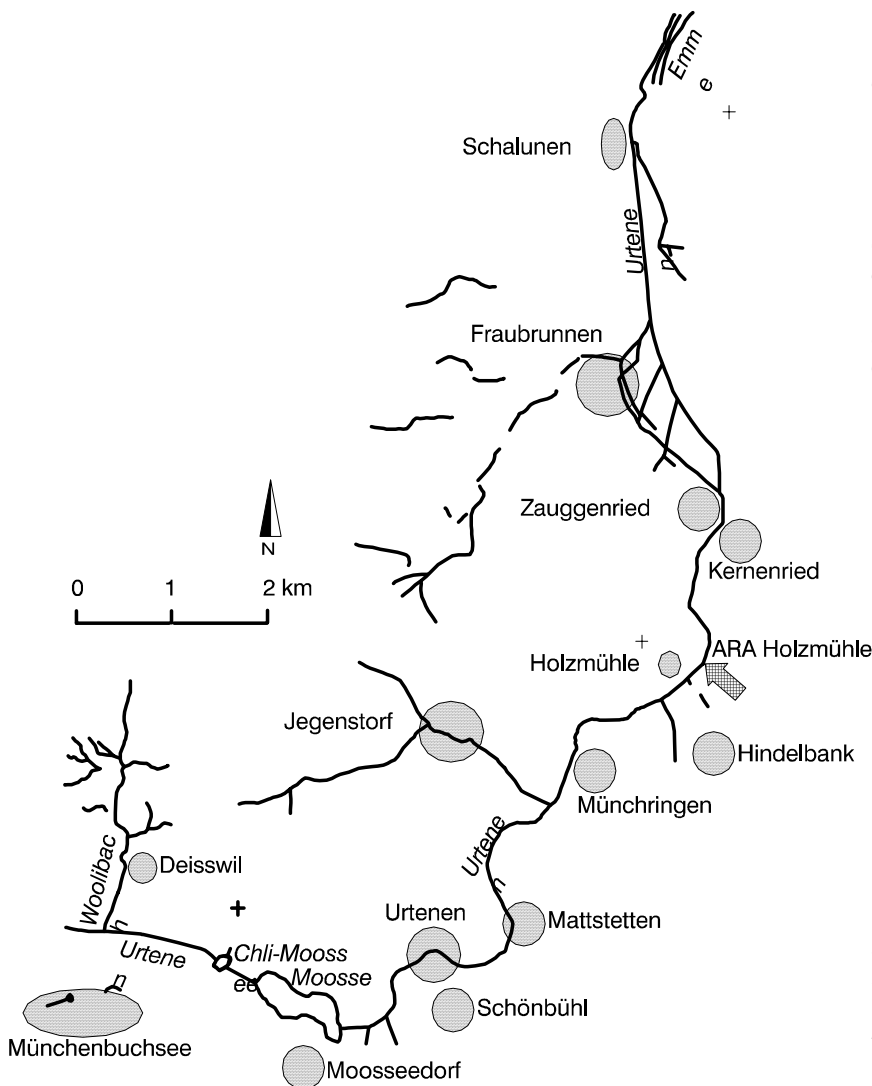 Emm
e
Schalunen
Urtene
n
Fraubrunnen
Zauggenried
N
0 1 2 km
Kernenried
ARA Holzmühle
Holzmühle
Jegenstorf
Hindelbank
Münchringen
Urtene
n
Woolibac
h
Deisswil
Urtenen
Mattstetten
Urtene
n
Chli-Mooss
ee
Moosse
Schönbühl
Münchenbuchsee
Moosseedorf